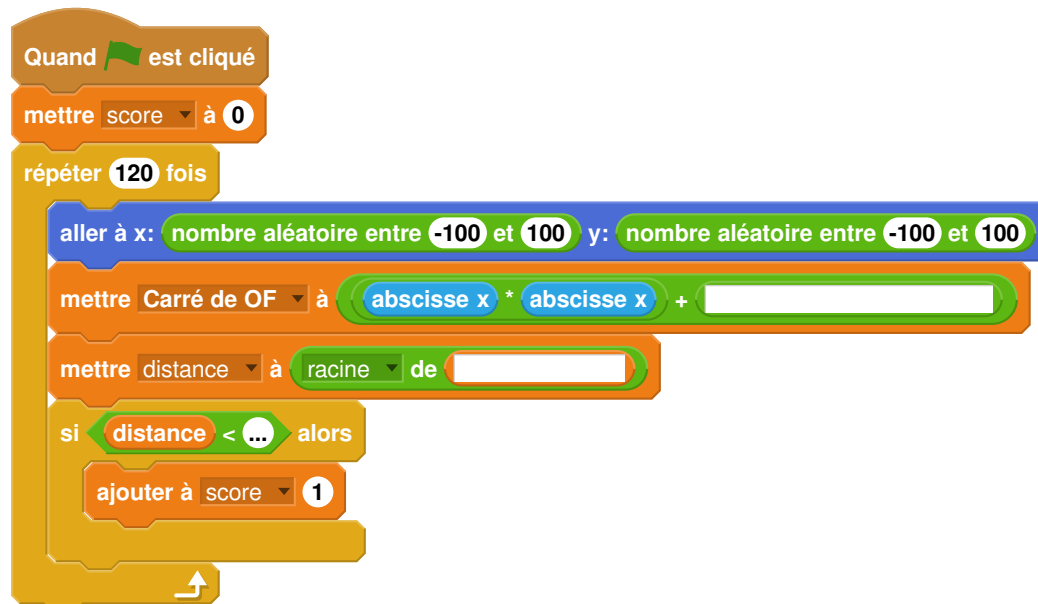 Quand est cliqué
mettre score à 0
répéter 120 fois
aller à x: nombre aléatoire entre -100 et 100 y: nombre aléatoire entre -100 et 100
mettre Carré de OF à abscisse x * abscisse x +
mettre distance à racine de
si distance < ... alors
ajouter à score 1